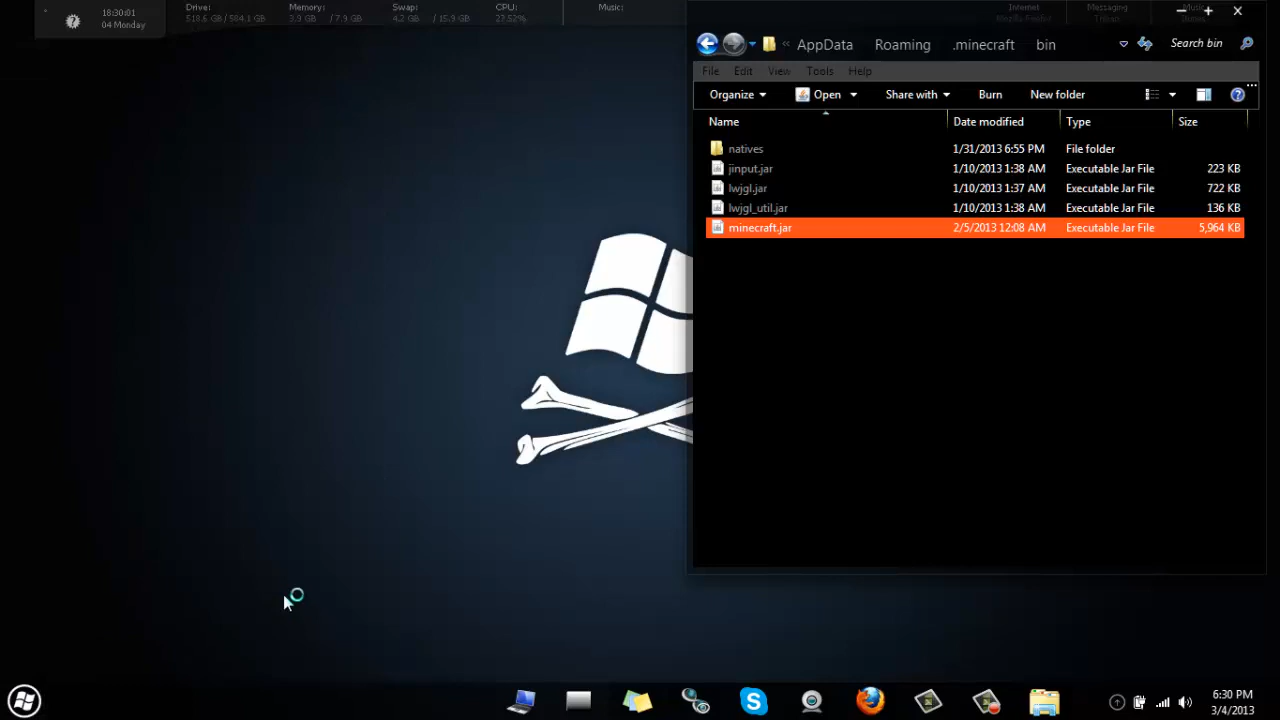 18:30:01
04 Monday
Drive:
518.6 GB / 584.1 GB
Memory:
3.9 GB / 7.9 GB
Swap:
4.2 GB / 15.9 GB
CPU:
27.52%
Music:
Internet
Mozilla Firefox
Messaging
Trillian
Music
AppData Roaming .minecraft bin Search bin
File Edit View Tools Help
Organize Open Share with Burn New folder
Name Date modified Type Size
natives 1/31/2013 6:55 PM File folder
jinput.jar 1/10/2013 1:38 AM Executable Jar File 223 KB
lwjgl.jar 1/10/2013 1:37 AM Executable Jar File 722 KB
lwjgl_util.jar 1/10/2013 1:38 AM Executable Jar File 136 KB
minecraft.jar 2/5/2013 12:08 AM Executable Jar File 5,964 KB
6:30 PM
3/4/2013